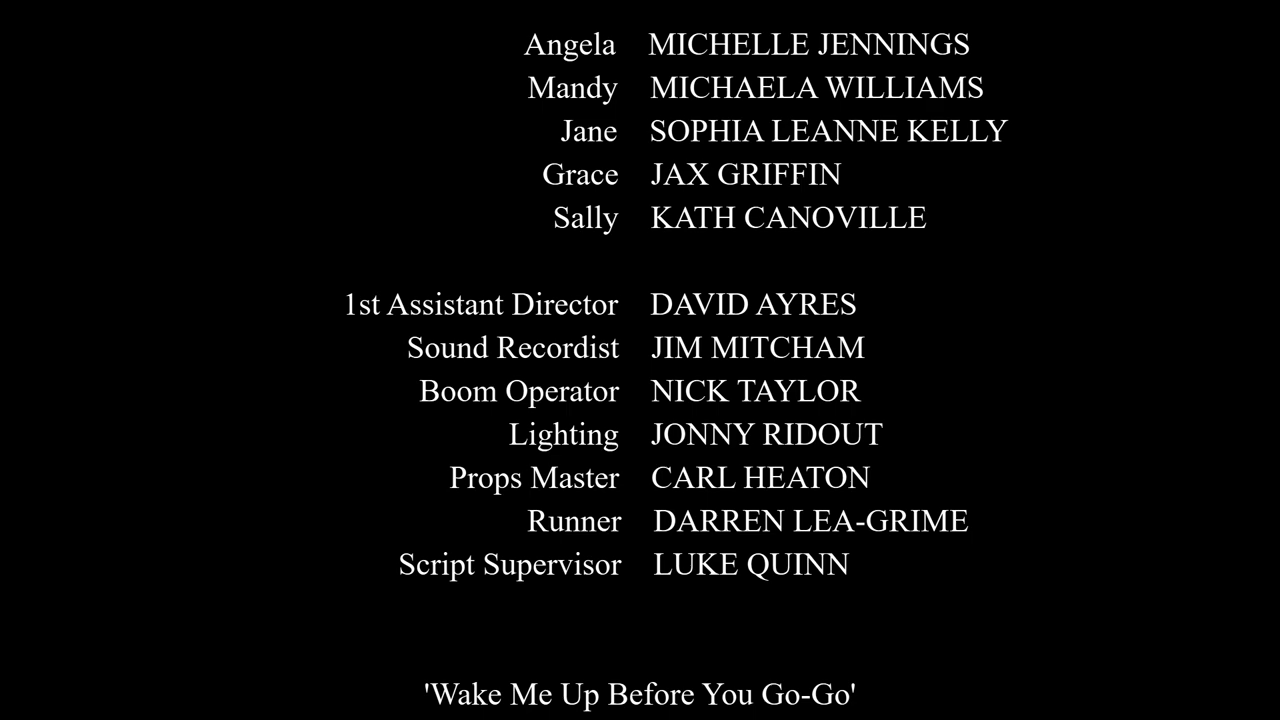 Angela MICHELLE JENNINGS
Mandy MICHAELA WILLIAMS
Jane SOPHIA LEANNE KELLY
Grace JAX GRIFFIN
Sally KATH CANOVILLE
1st Assistant Director DAVID AYRES
Sound Recordist JIM MITCHAM
Boom Operator NICK TAYLOR
Lighting JONNY RIDOUT
Props Master CARL HEATON
Runner DARREN LEA-GRIME
Script Supervisor LUKE QUINN
'Wake Me Up Before You Go-Go'